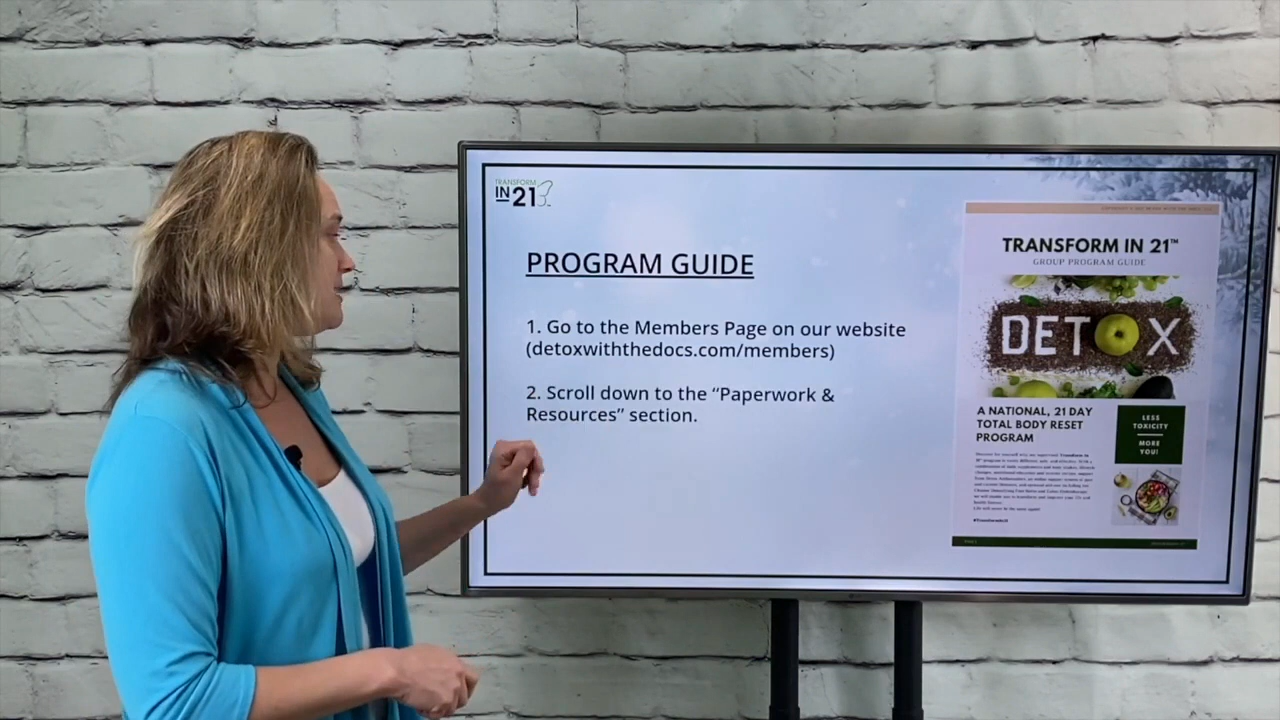 TRANSFORM
IN 21
PROGRAM GUIDE
1. Go to the Members Page on our website
(detoxwiththedocs.com/members)
2. Scroll down to the “Paperwork &
Resources” section.
TRANSFORM IN 21™
GROUP PROGRAM GUIDE
DETOX
A NATIONAL, 21 DAY
TOTAL BODY RESET
PROGRAM
LESS
TOXICITY
MORE
YOU!